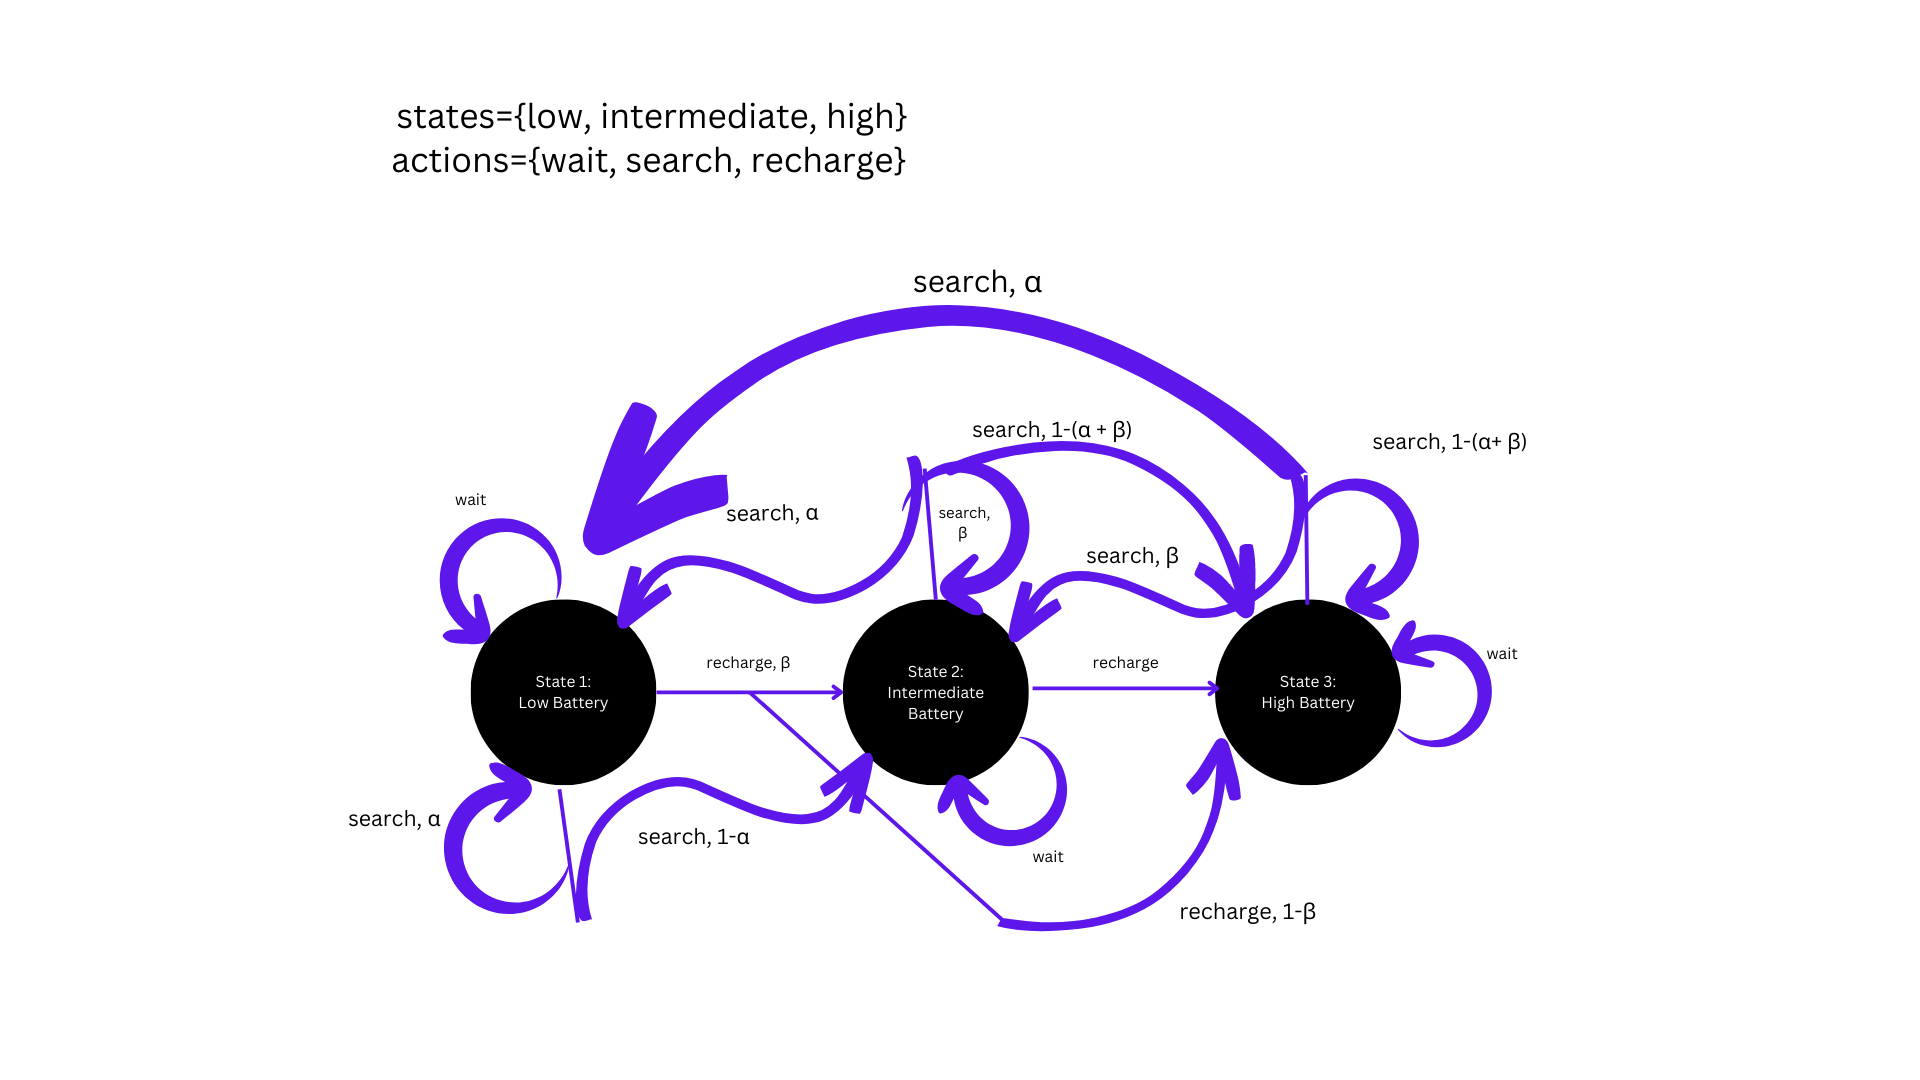 states={low, intermediate, high}
actions={wait, search, recharge}
search, α
search, 1-(α + β)
search, 1-(α+ β)
wait
search, α
search,
β
search, β
State 1:
Low Battery
recharge, β
State 2:
Intermediate
Battery
recharge
State 3:
High Battery
wait
search, α
search, 1-α
wait
recharge, 1-β